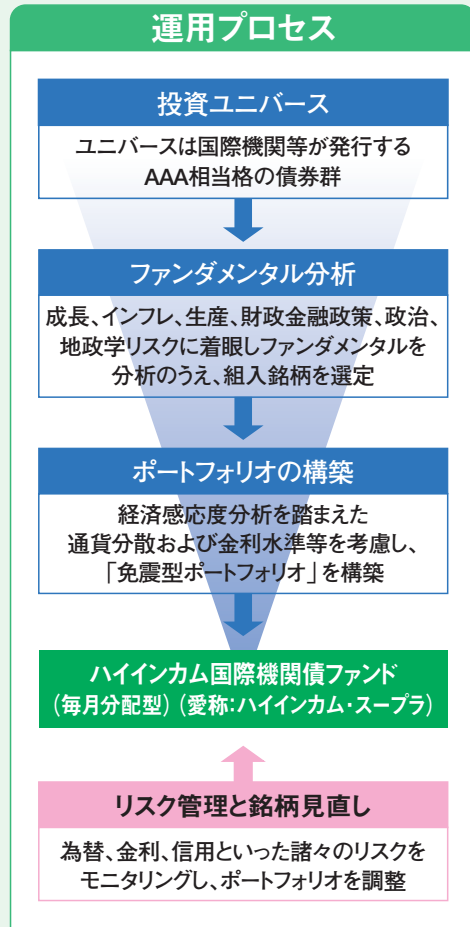 運用プロセス
投資ユニバース
ユニバースは国際機関等が発行する
AAA相当格の債券群
ファンダメンタル分析
成長、インフレ、生産、財政金融政策、政治、
地政学リスクに着眼しファンダメンタルを
分析のうえ、組入銘柄を選定
ポートフォリオの構築
経済感応度分析を踏まえた
通貨分散および金利水準等を考慮し、
「免震型ポートフォリオ」を構築
ハイインカム国際機関債ファンド
(毎月分配型) (愛称:ハイインカム・スープラ)
リスク管理と銘柄見直し
為替、金利、信用といった諸々のリスクを
モニタリングし、ポートフォリオを調整